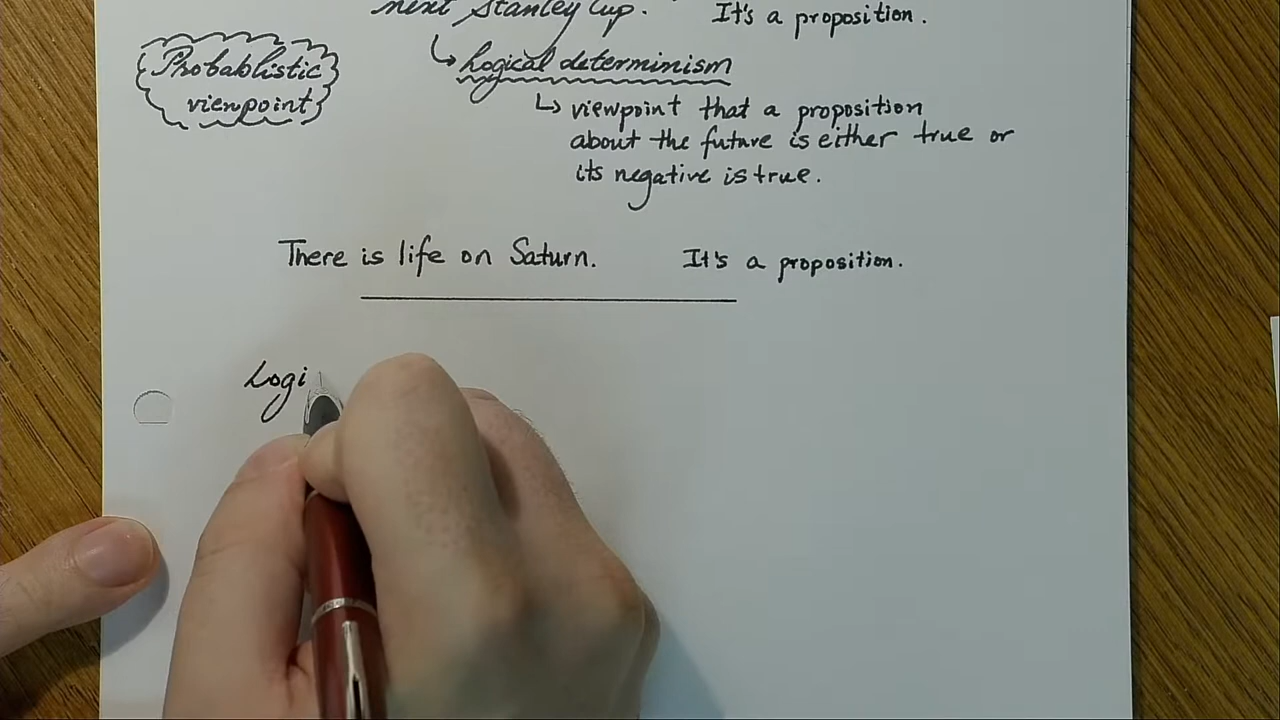 next Stanley Cup. It's a proposition.
Probablistic
viewpoint
Logical determinism
viewpoint that a proposition
about the future is either true or
its negative is true.
There is life on Saturn. It's a proposition.
Logi